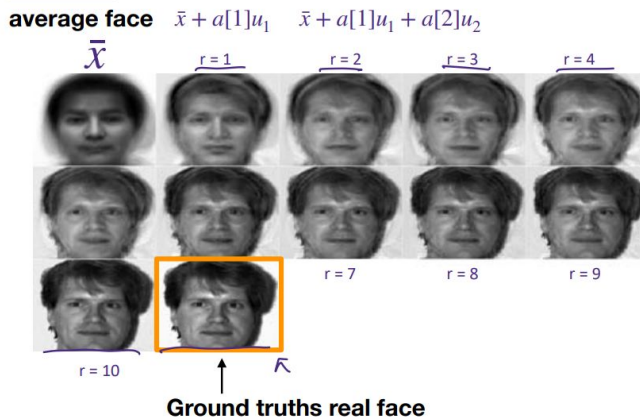 average face x̄ + a[1]u₁ x̄ + a[1]u₁ + a[2]u₂
x̄ r = 1 r = 2 r = 3 r = 4
r = 7 r = 8 r = 9
r = 10
Ground truths real face